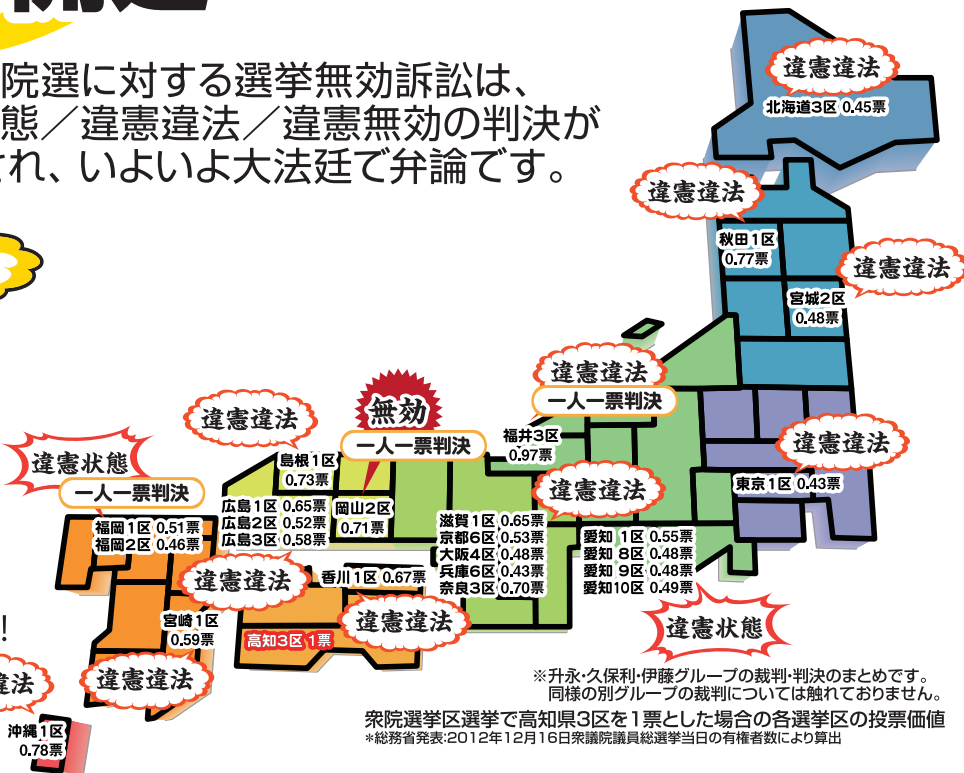 院選に対する選挙無効訴訟は、
態／違憲違法／違憲無効の判決が
れ、いよいよ大法廷で弁論です。
違憲違法
北海道3区 0.45票
違憲違法
秋田1区
0.77票
違憲違法
宮城2区
0.48票
違憲違法
一人一票判決
福井3区
0.97票
無効
一人一票判決
岡山2区
0.71票
違憲違法
島根1区
0.73票
広島1区 0.65票
広島2区 0.52票
広島3区 0.58票
違憲違法
東京1区 0.43票
違憲状態
一人一票判決
福岡1区 0.51票
福岡2区 0.46票
違憲違法
滋賀1区 0.65票
京都6区 0.53票
大阪4区 0.48票
兵庫6区 0.43票
奈良3区 0.70票
愛知 1区 0.55票
愛知 8区 0.48票
愛知 9区 0.48票
愛知10区 0.49票
違憲状態
違憲違法
香川1区 0.67票
違憲違法
高知3区 1票
宮崎1区
0.59票
違憲違法
!
違法
沖縄1区
0.78票
※升永・久保利・伊藤グループの裁判・判決のまとめです。
同様の別グループの裁判については触れておりません。
衆院選挙区選挙で高知県3区を1票とした場合の各選挙区の投票価値
*総務省発表:2012年12月16日衆議院議員総選挙当日の有権者数により算出